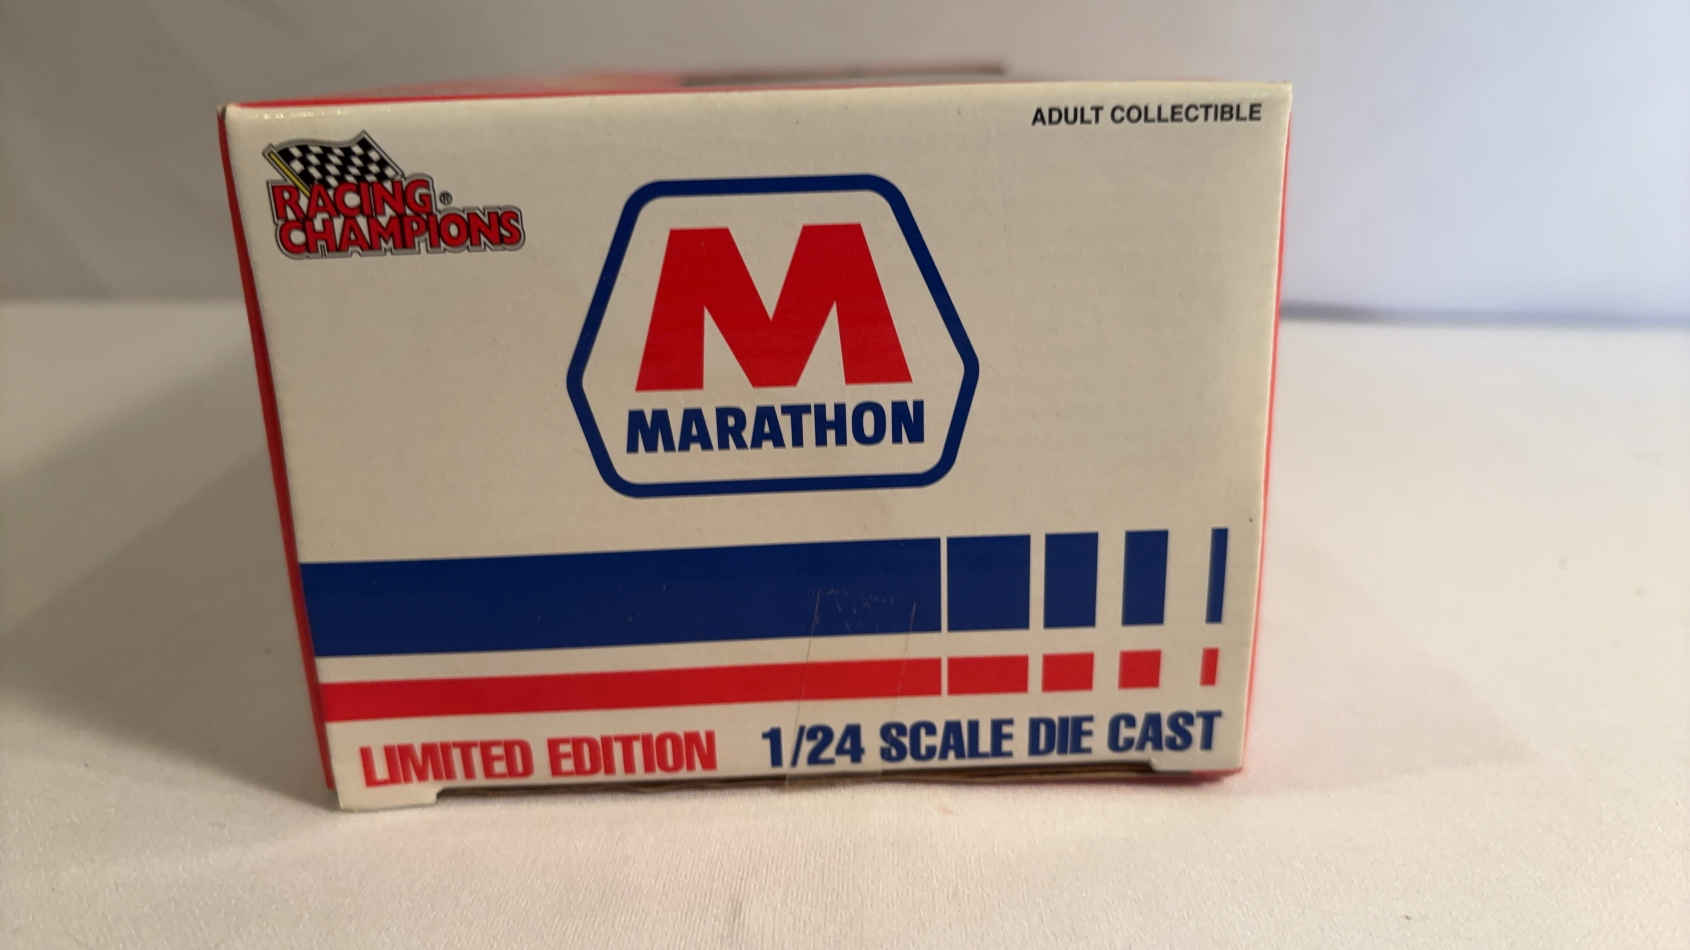 ADULT COLLECTIBLE
RACING®
CHAMPIONS
M
MARATHON
LIMITED EDITION 1/24 SCALE DIE CAST